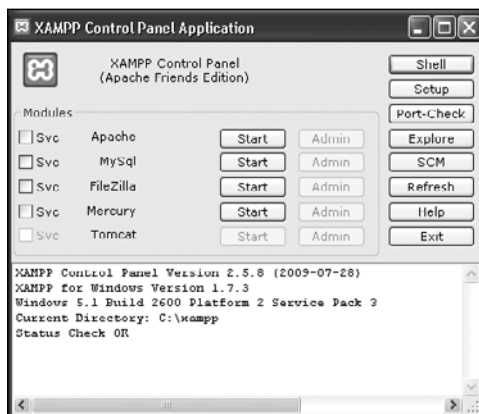 XAMPP Control Panel Application
XAMPP Control Panel
(Apache Friends Edition)
Shell
Setup
Modules
Port-Check
Svc Apache Start Admin Explore
Svc MySql Start Admin SCM
Svc FileZilla Start Admin Refresh
Svc Mercury Start Admin Help
Svc Tomcat Start Admin Exit
XAMPP Control Panel Version 2.5.8 (2009-07-28)
XAMPP for Windows Version 1.7.3
Windows 5.1 Build 2600 Platform 2 Service Pack 3
Current Directory: C:\xampp
Status Check OK